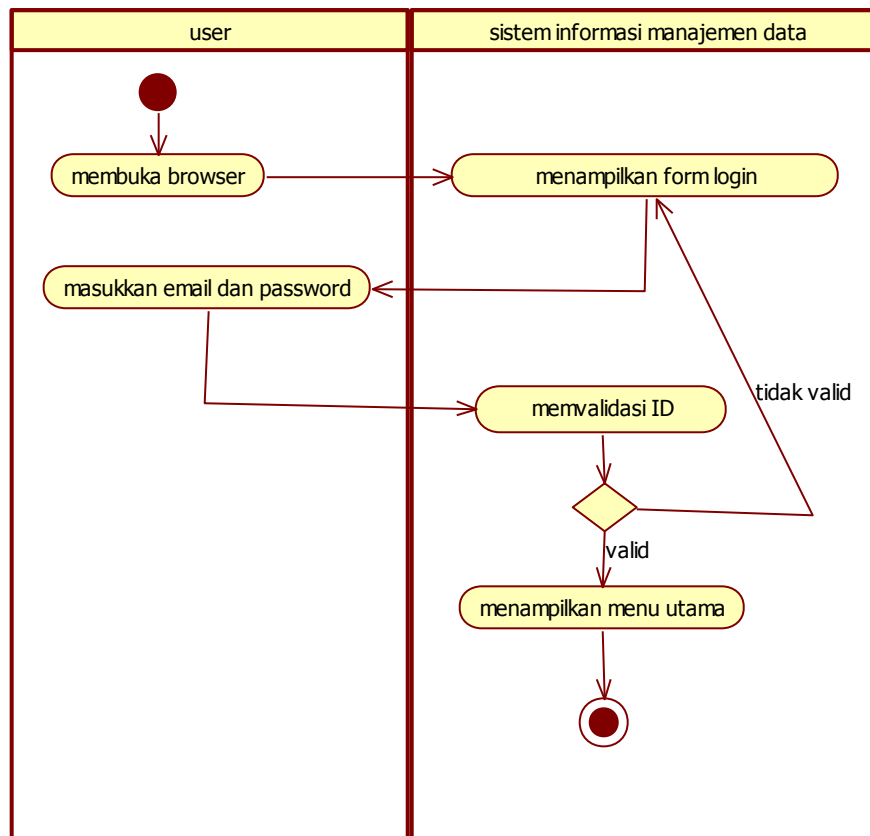 user
sistem informasi manajemen data
membuka browser
menampilkan form login
masukkan email dan password
memvalidasi ID
tidak valid
valid
menampilkan menu utama